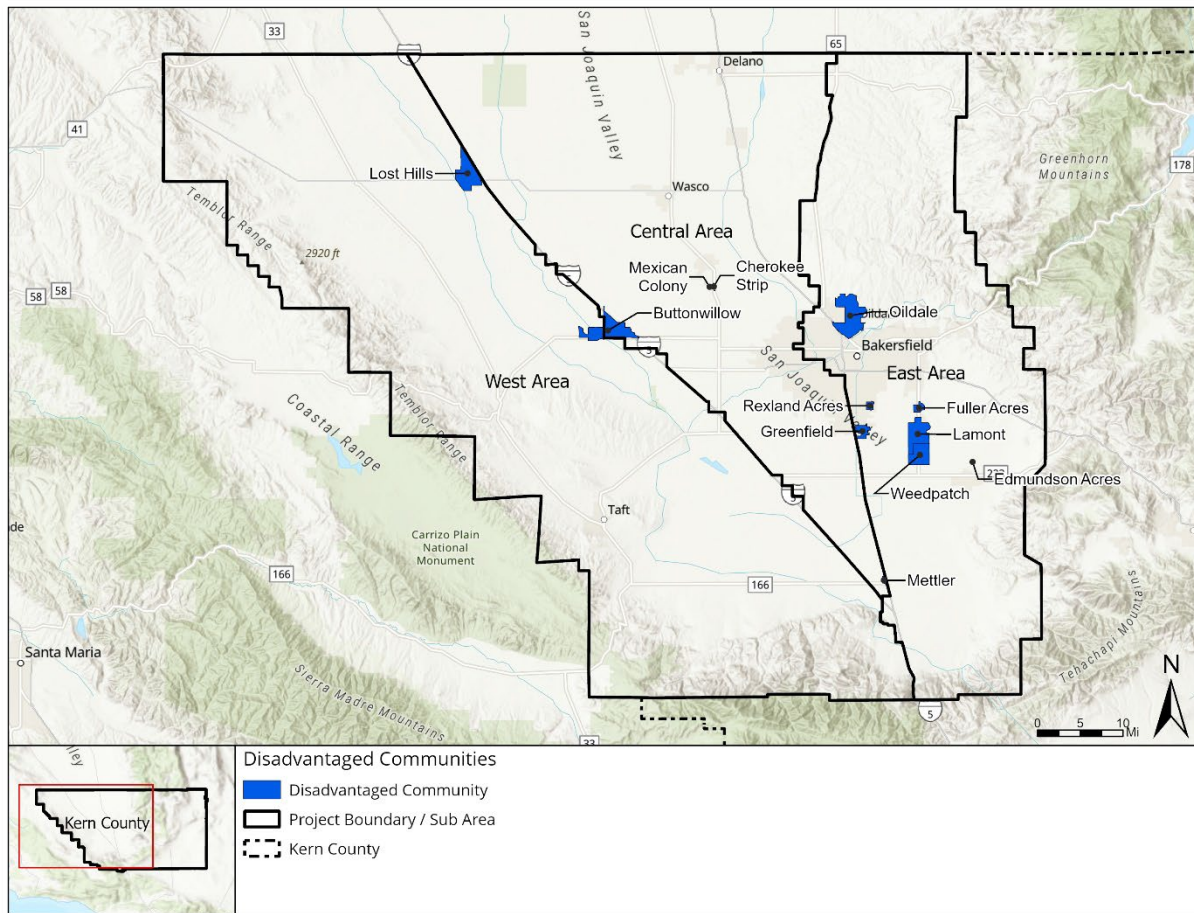 33
San Joaquin Valley
65
Delano
41
Lost Hills
Greenhorn
Mountains
178
Wasco
Temblor Range
2920 ft
Central Area
58
58
Mexican
Colony
Cherokee
Strip
5
Buttonwillow
Oildale
5
Bakersfield
San Joaquin Valley
West Area
East Area
Rexland Acres
Fuller Acres
Greenfield
Lamont
Coastal Range
Temblor Range
Edmundson Acres
Weedpatch
5
Taft
Carrizo Plain
National
Monument
166
166
Mettler
Tehachapi Mountains
Santa Maria
Sierra Madre Mountains
N
0 5 10
Mi
5
33
Kern County
Disadvantaged Communities
Disadvantaged Community
Project Boundary / Sub Area
Kern County